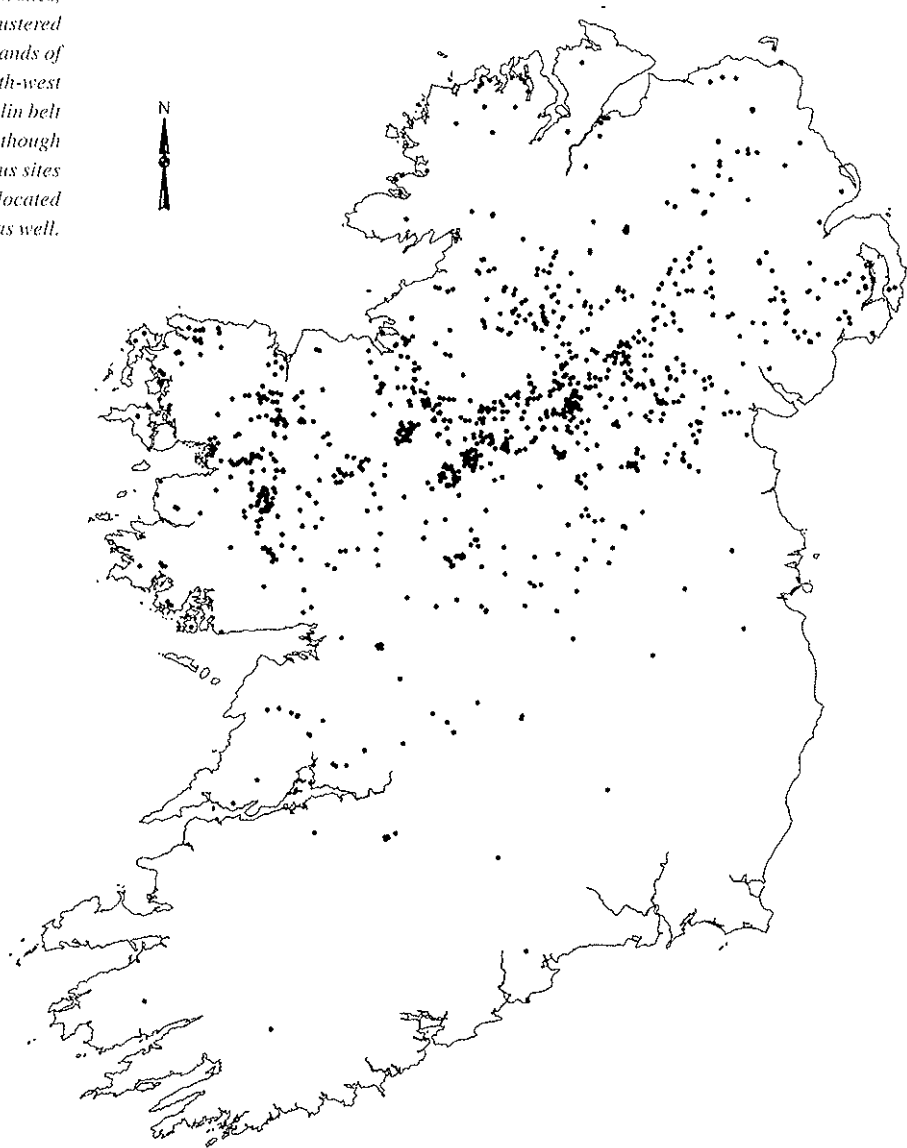 sites,
ustered
ands of
th-west
lin belt
though
us sites
located
as well.
N